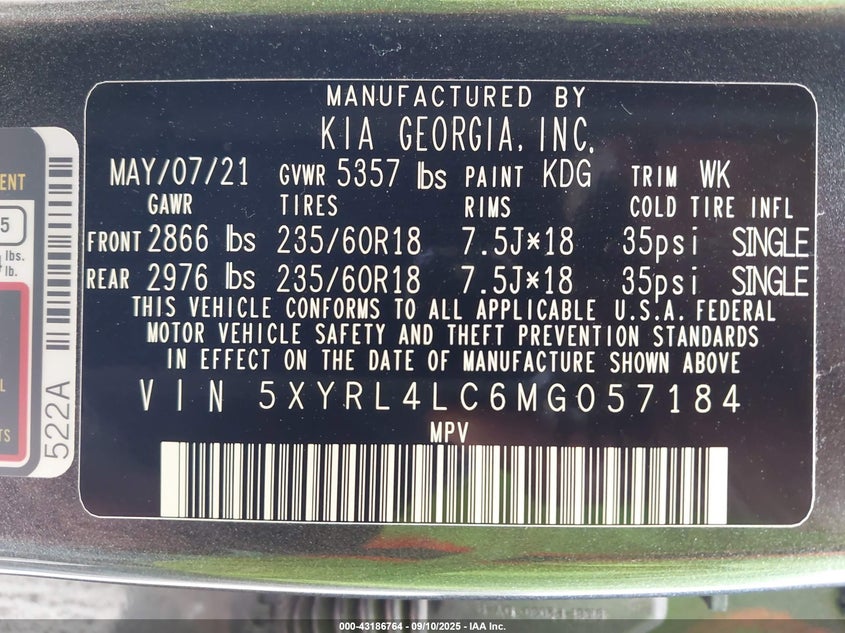 MANUFACTURED BY
KIA GEORGIA, INC.
MAY/07/21 GVWR 5357 lbs PAINT KDG TRIM WK
GAWR TIRES RIMS COLD TIRE INFL
FRONT 2866 lbs 235/60R18 7.5J*18 35psi SINGLE
REAR 2976 lbs 235/60R18 7.5J*18 35psi SINGLE
THIS VEHICLE CONFORMS TO ALL APPLICABLE U.S.A. FEDERAL
MOTOR VEHICLE SAFETY AND THEFT PREVENTION STANDARDS
IN EFFECT ON THE DATE OF MANUFACTURE SHOWN ABOVE
VIN 5XYRL4LC6MG057184
MPV
5
lbs.
lb.
522A
000-43186764 - 09/10/2025 - IAA Inc.